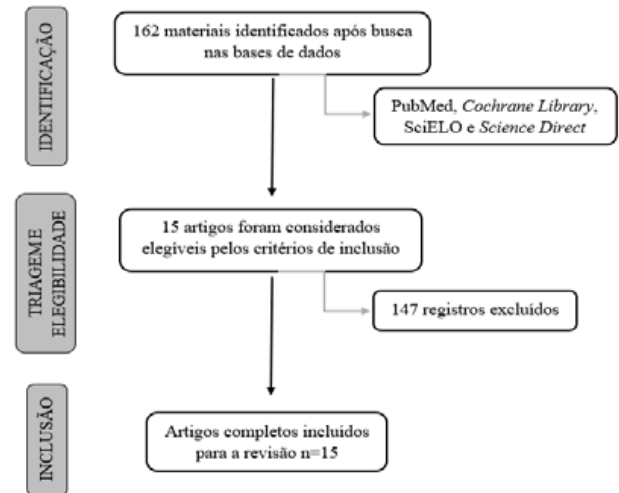 IDENTIFICAÇÃO
162 materiais identificados após busca
nas bases de dados
PubMed, Cochrane Library,
SciELO e Science Direct
TRIAGEM E
ELEGIBILIDADE
15 artigos foram considerados
elegíveis pelos critérios de inclusão
147 registros excluídos
INCLUSÃO
Artigos completos incluídos
para a revisão n=15